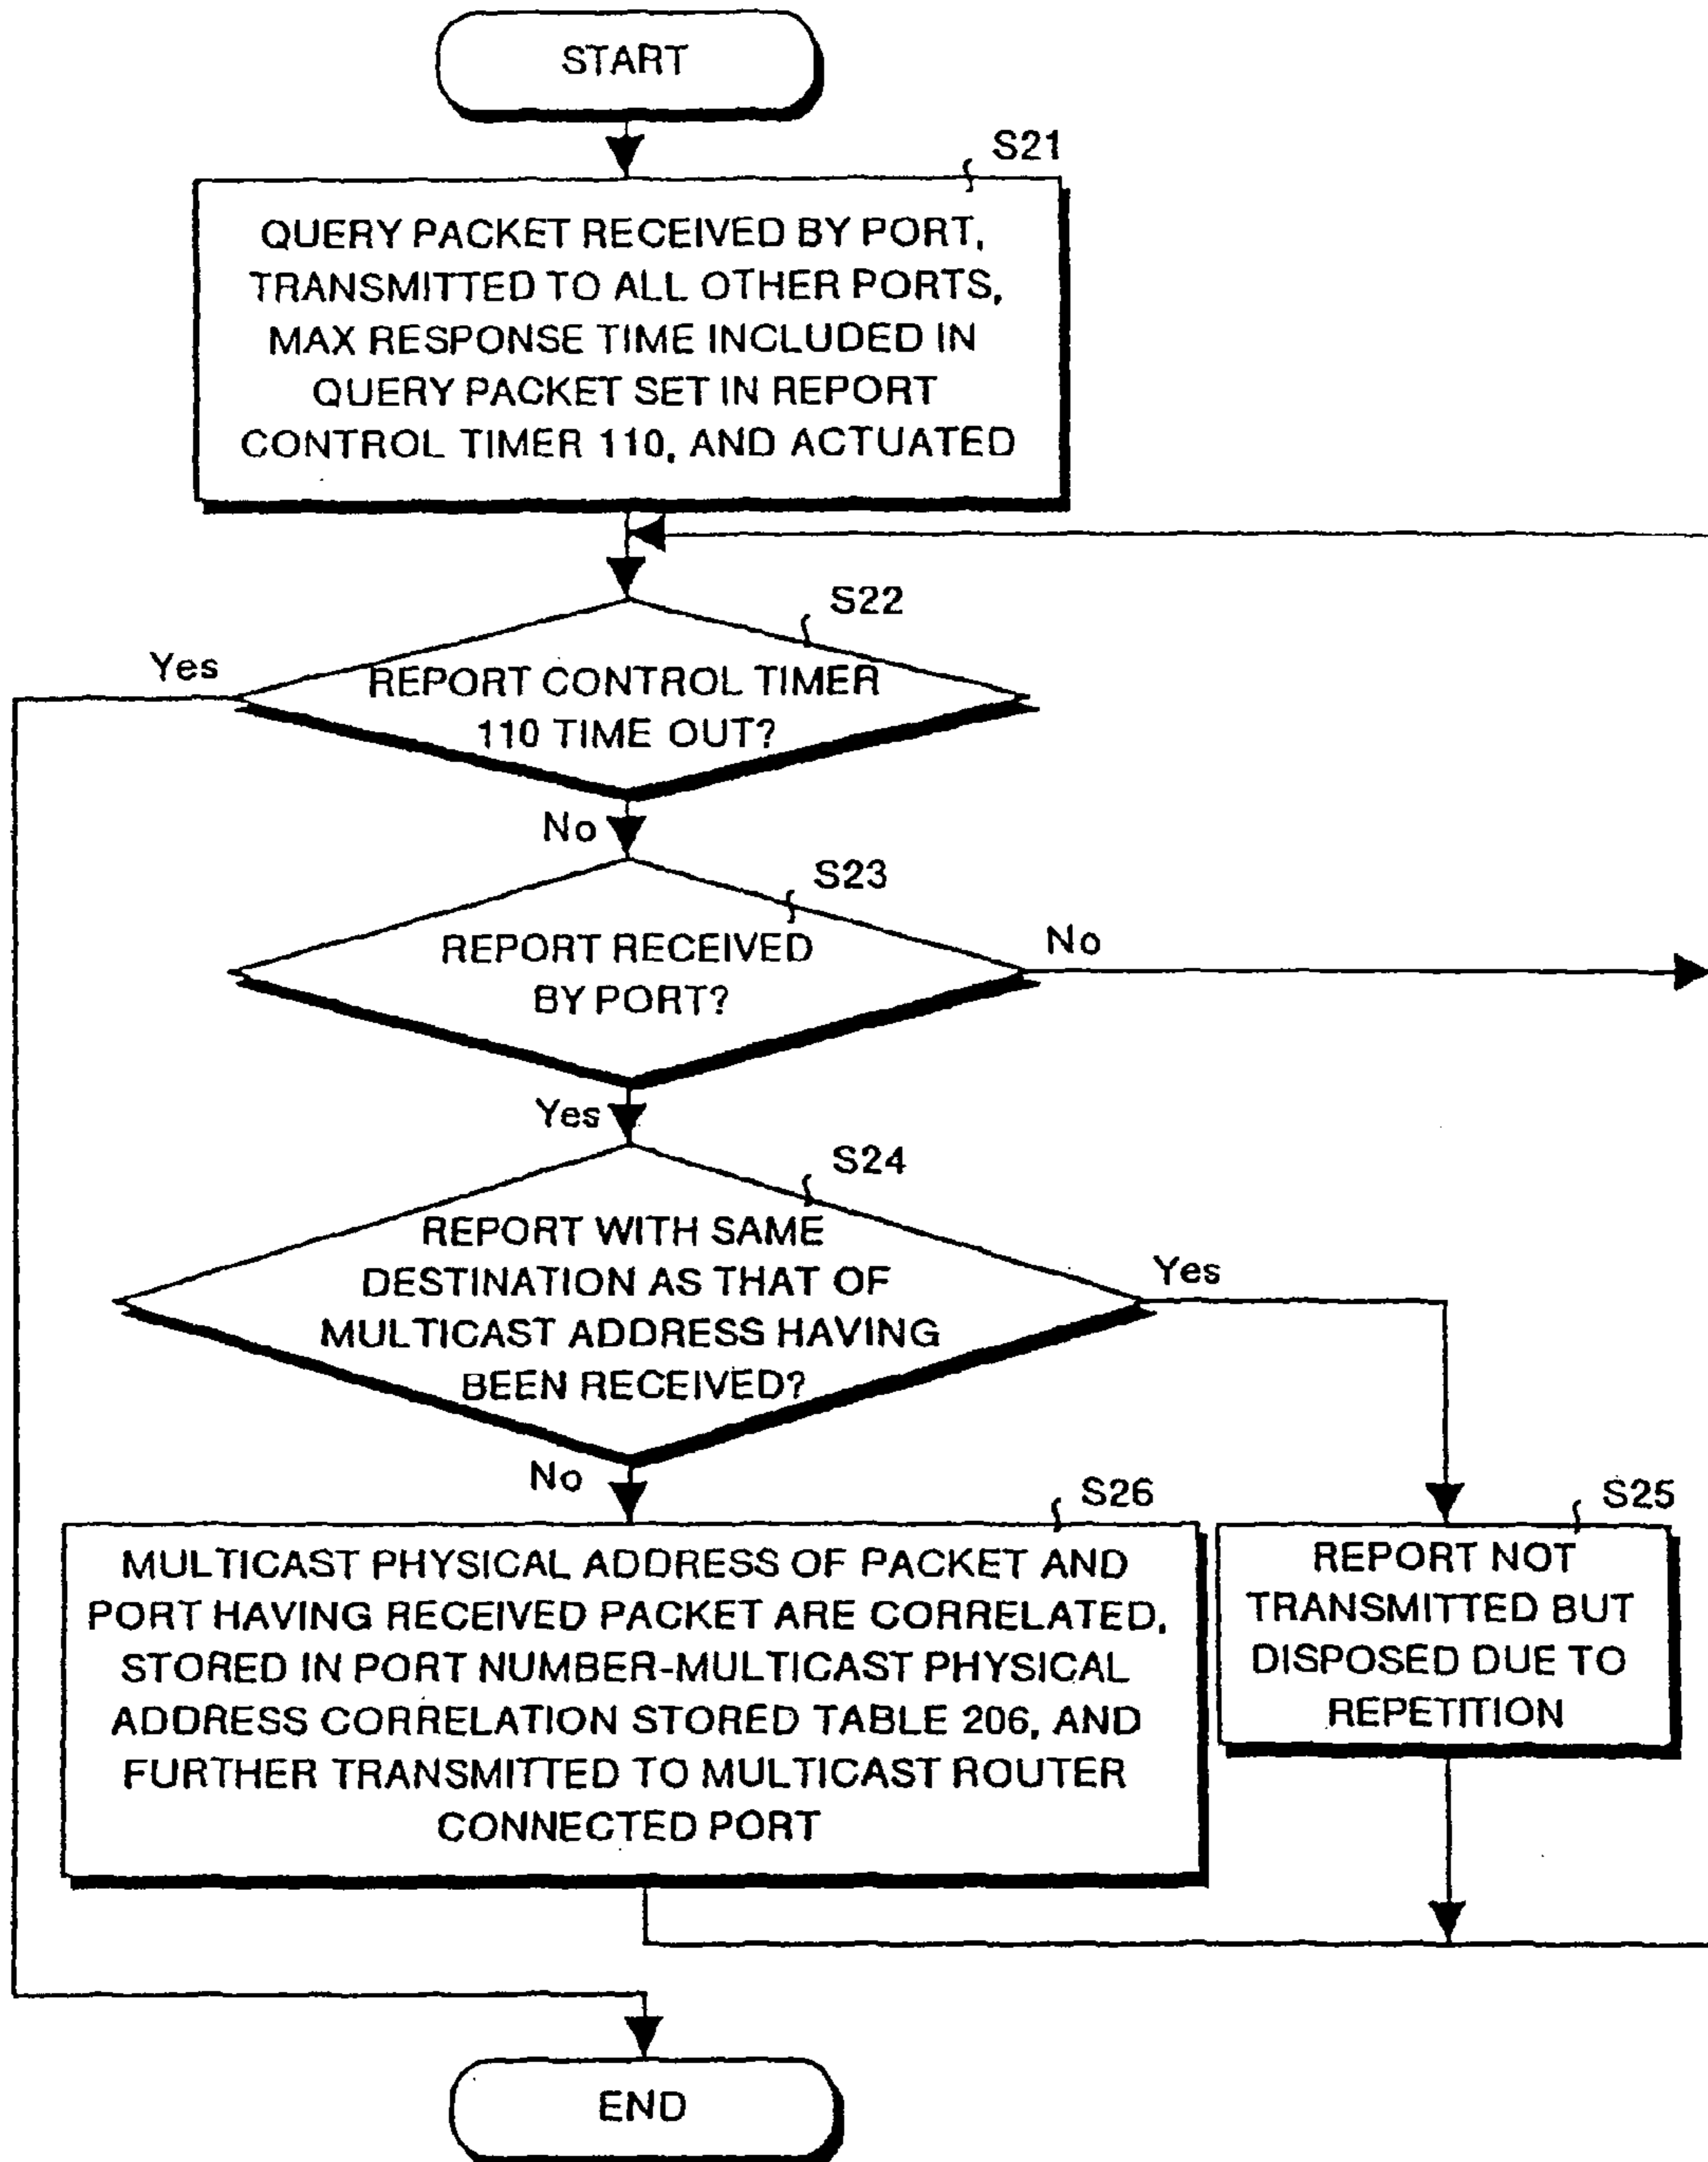 START
S21
QUERY PACKET RECEIVED BY PORT,
TRANSMITTED TO ALL OTHER PORTS,
MAX RESPONSE TIME INCLUDED IN
QUERY PACKET SET IN REPORT
CONTROL TIMER 110, AND ACTUATED
S22
Yes
REPORT CONTROL TIMER
110 TIME OUT?
No
S23
REPORT RECEIVED
BY PORT?
No
Yes
S24
REPORT WITH SAME
DESTINATION AS THAT OF
MULTICAST ADDRESS HAVING
BEEN RECEIVED?
Yes
No
S26
MULTICAST PHYSICAL ADDRESS OF PACKET AND
PORT HAVING RECEIVED PACKET ARE CORRELATED,
STORED IN PORT NUMBER-MULTICAST PHYSICAL
ADDRESS CORRELATION STORED TABLE 206, AND
FURTHER TRANSMITTED TO MULTICAST ROUTER
CONNECTED PORT
S25
REPORT NOT
TRANSMITTED BUT
DISPOSED DUE TO
REPETITION
END